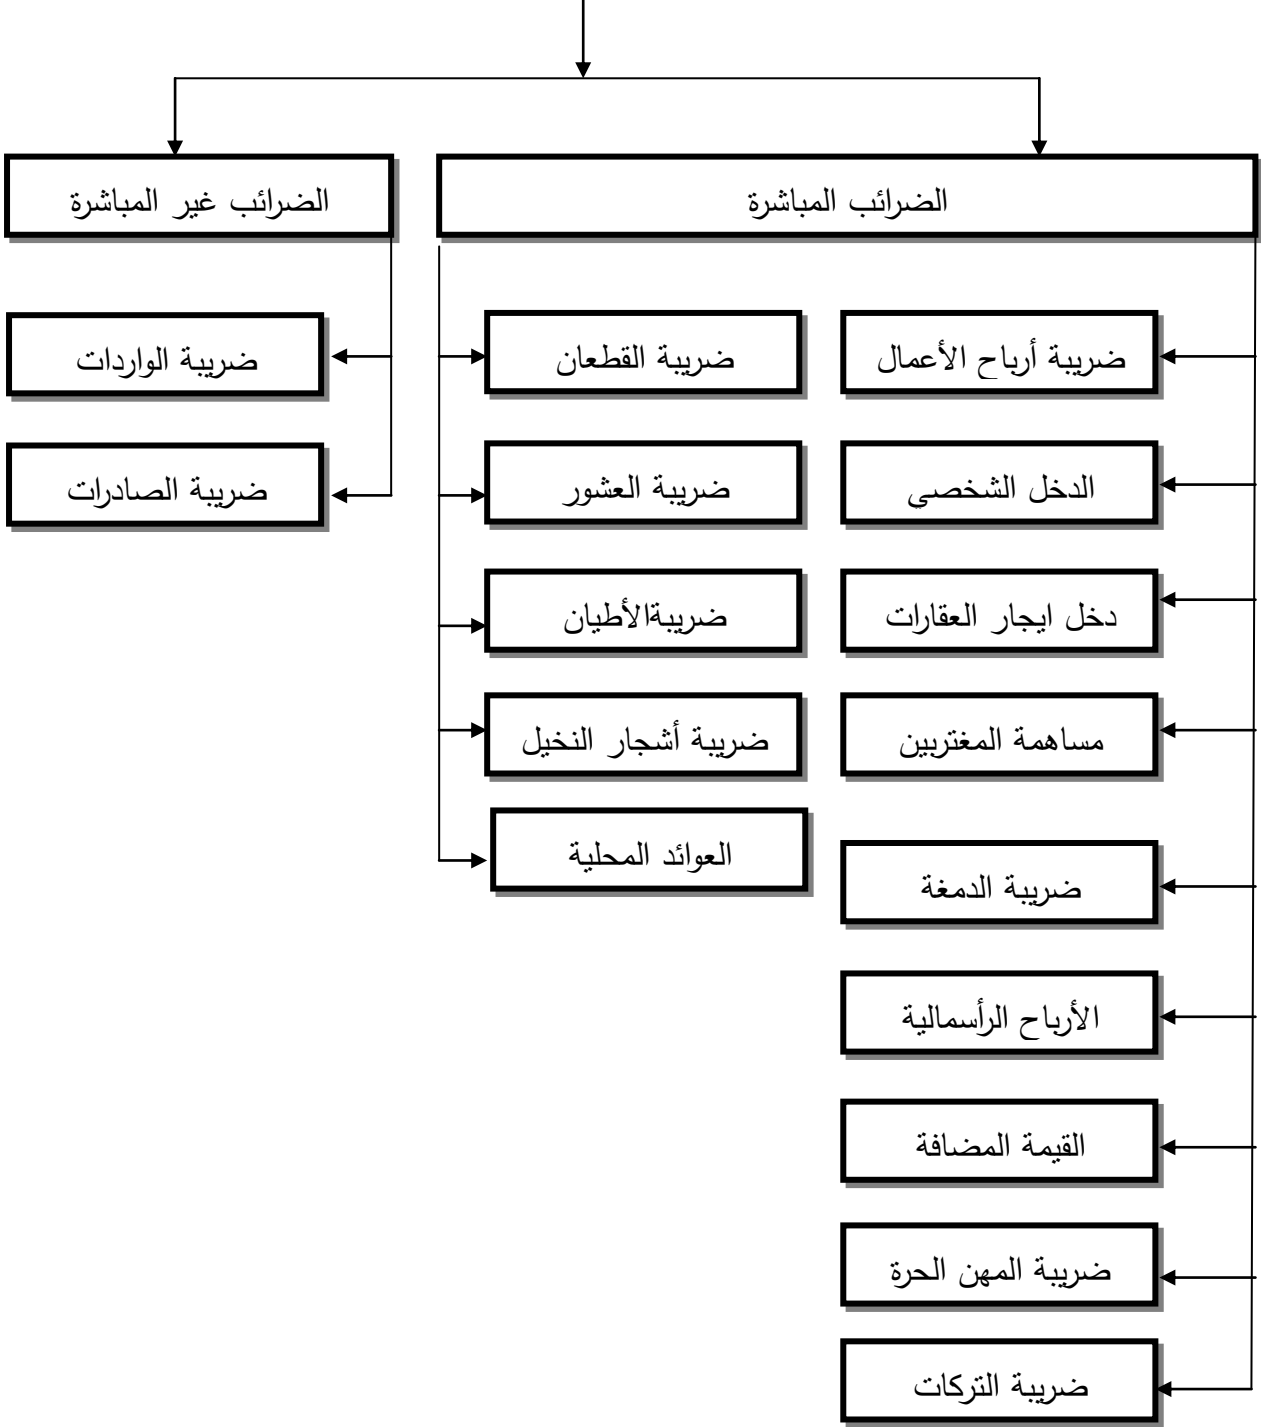 الضرائب المباشرة
ضريبة أرباح الأعمال
الدخل الشخصى
دخل ايجار العقارات
مساهمة المغتربين
ضريبة الدمغة
الأرباح الرأسمالية
القيمة المضافة
ضريبة المهن الحرة
ضريبة التركات
ضريبة القطعان
ضريبة العشور
ضريبةالأطيان
ضريبة أشجار النخيل
العوائد المحلية
الضرائب غير المباشرة
ضريبة الواردات
ضريبة الصادرات